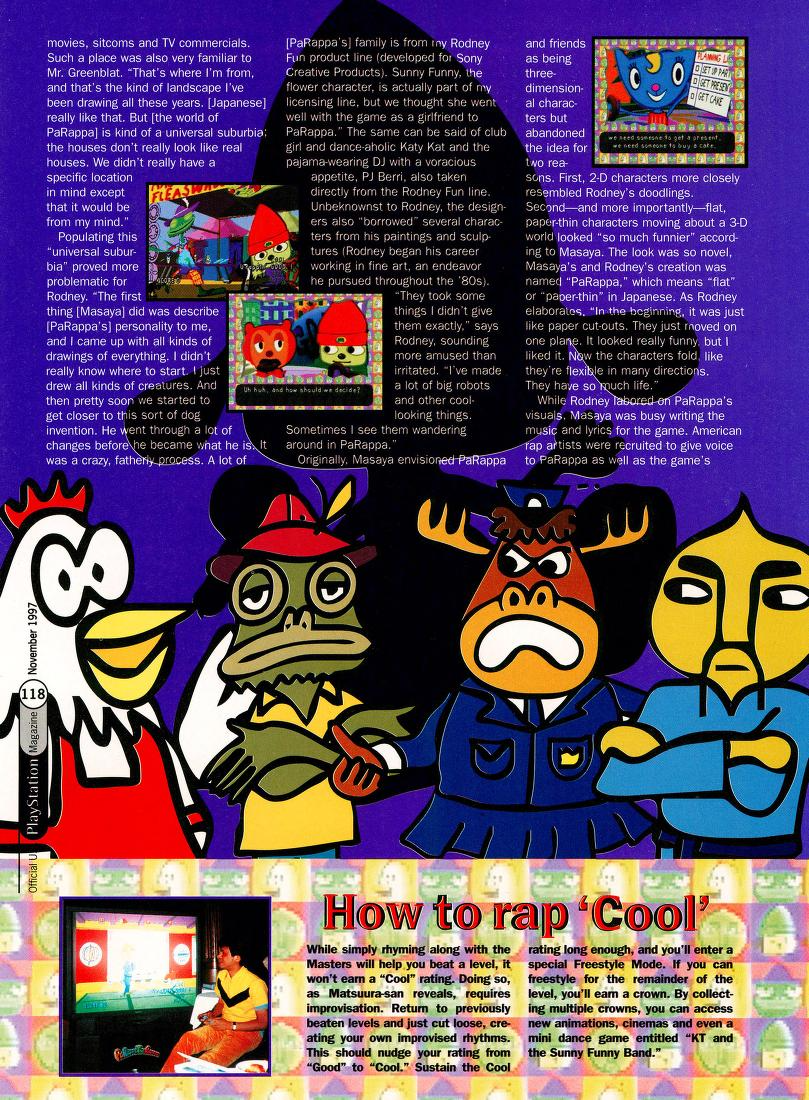 movies, sitcoms and TV commercials.
Such a place was also very familiar to
Mr. Greenblat. “That’s where I’m from,
and that’s the kind of landscape I’ve
been drawing all these years. [Japanese]
really like that. But [the world of
PaRappa] is kind of a universal suburbia;
the houses don’t really look like real
houses. We didn’t really have a
specific location
in mind except
that it would be
from my mind.”
Populating this
“universal subur-
bia” proved more
problematic for
Rodney. “The first
thing [Masaya] did was describe
[PaRappa’s] personality to me,
and I came up with all kinds of
drawings of everything. I didn’t
really know where to start. I just
drew all kinds of creatures. And
then pretty soon we started to
get closer to this sort of dog
invention. He went through a lot of
changes before he became what he is. It
was a crazy, fatherly process. A lot of
[PaRappa’s] family is from my Rodney
Fun product line (developed for Sony
Creative Products). Sunny Funny, the
flower character, is actually part of my
licensing line, but we thought she went
well with the game as a girlfriend to
PaRappa.” The same can be said of club
girl and dance-aholic Katy Kat and the
pajama-wearing DJ with a voracious
appetite, PJ Berri, also taken
directly from the Rodney Fun line.
Unbeknownst to Rodney, the design-
ers also “borrowed” several charac-
ters from his paintings and sculp-
tures (Rodney began his career
working in fine art, an endeavor
he pursued throughout the ’80s).
“They took some
things I didn’t give
them exactly,” says
Rodney, sounding
more amused than
irritated. “I’ve made
a lot of big robots
and other cool-
looking things.
Sometimes I see them wandering
around in PaRappa.”
Originally, Masaya envisioned PaRappa
and friends
as being
three-
dimension-
al charac-
ters but
abandoned
the idea for
two rea-
sons. First, 2-D characters more closely
resembled Rodney’s doodlings.
Second—and more importantly—flat,
paper-thin characters moving about a 3-D
world looked “so much funnier” accord-
ing to Masaya. The look was so novel,
Masaya’s and Rodney’s creation was
named “PaRappa,” which means “flat”
or “paper-thin” in Japanese. As Rodney
elaborates, “In the beginning, it was just
like paper cut-outs. They just moved on
one plane. It looked really funny, but I
liked it. Now the characters fold, like
they’re flexible in many directions.
They have so much life.”
While Rodney labored on PaRappa’s
visuals, Masaya was busy writing the
music and lyrics for the game. American
rap artists were recruited to give voice
to PaRappa as well as the game’s
GET UP PART
GET PRESEN
GET CAKE
we need someone to get a present,
we need someone to buy a cake,
Uh huh, and how should we decide?
Official U
PlayStation
Magazine
118
November 1997
How to rap ‘Cool’
While simply rhyming along with the
Masters will help you beat a level, it
won’t earn a “Cool” rating. Doing so,
as Matsuura-san reveals, requires
improvisation. Return to previously
beaten levels and just cut loose, cre-
ating your own improvised rhythms.
This should nudge your rating from
“Good” to “Cool.” Sustain the Cool
rating long enough, and you’ll enter a
special Freestyle Mode. If you can
freestyle for the remainder of the
level, you’ll earn a crown. By collect-
ing multiple crowns, you can access
new animations, cinemas and even a
mini dance game entitled “KT and
the Sunny Funny Band.”